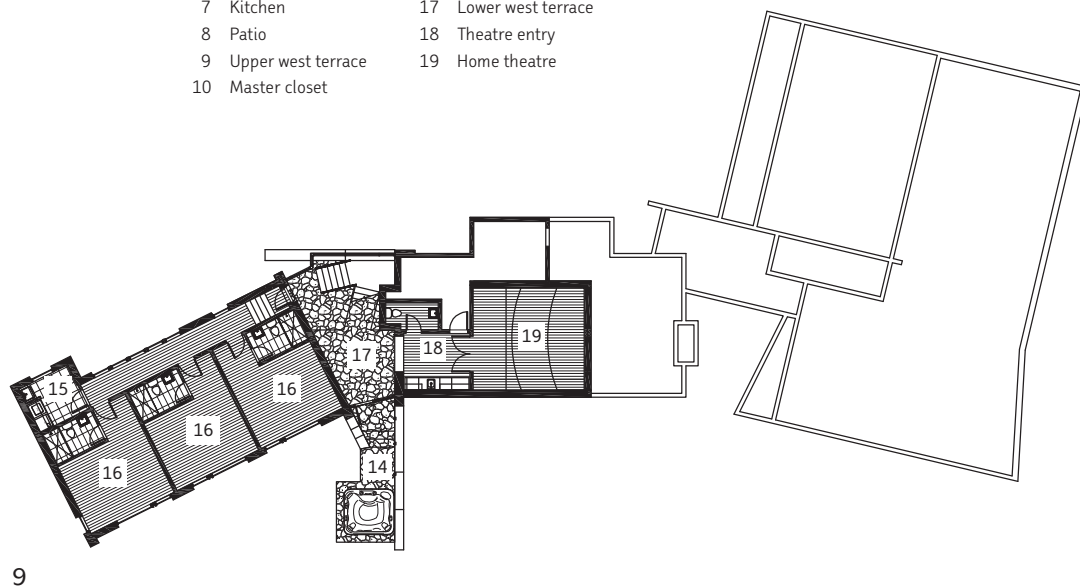 7 Kitchen
8 Patio
9 Upper west terrace
10 Master closet
17 Lower west terrace
18 Theatre entry
19 Home theatre
15
16
16
16
17
18
19
14
9